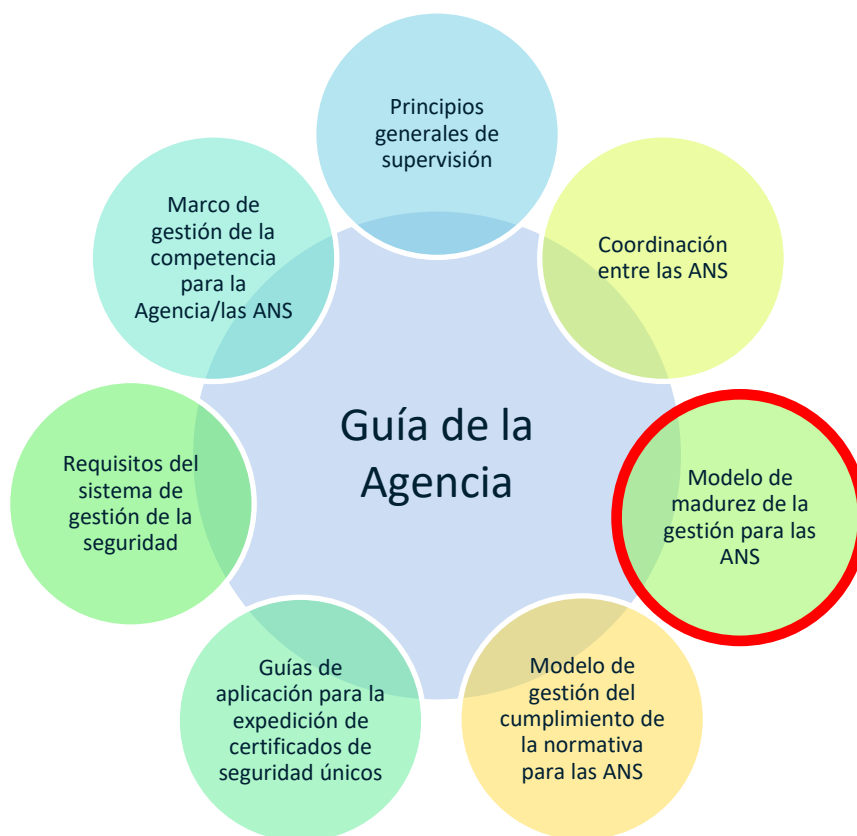 Principios
generales de
supervisión
Coordinación
entre las ANS
Modelo de
madurez de la
gestión para las
ANS
Modelo de
gestión del
cumplimiento de
la normativa
para las ANS
Guías de
aplicación para la
expedición de
certificados de
seguridad únicos
Requisitos del
sistema de
gestión de la
seguridad
Marco de
gestión de la
competencia
para la
Agencia/las ANS
Guía de la
Agencia